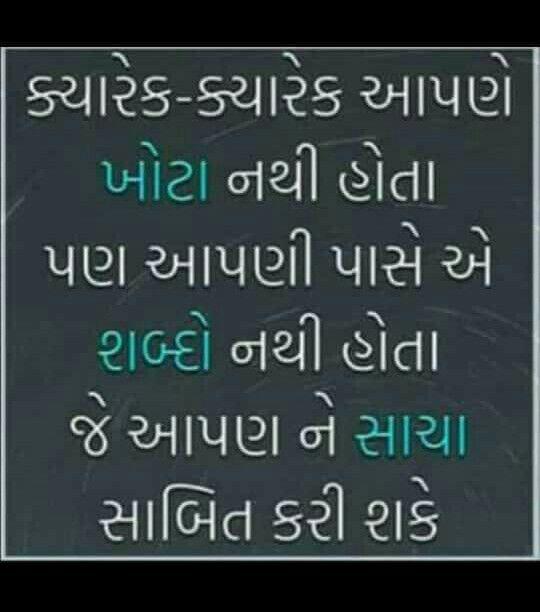 ક્યારેક-ક્યારેક આપણે
ખોટા નથી હોતા
પણ આપણી પાસે એ
શબ્દો નથી હોતા
જે આપણ ને સાચા
સાબિત કરી શકે